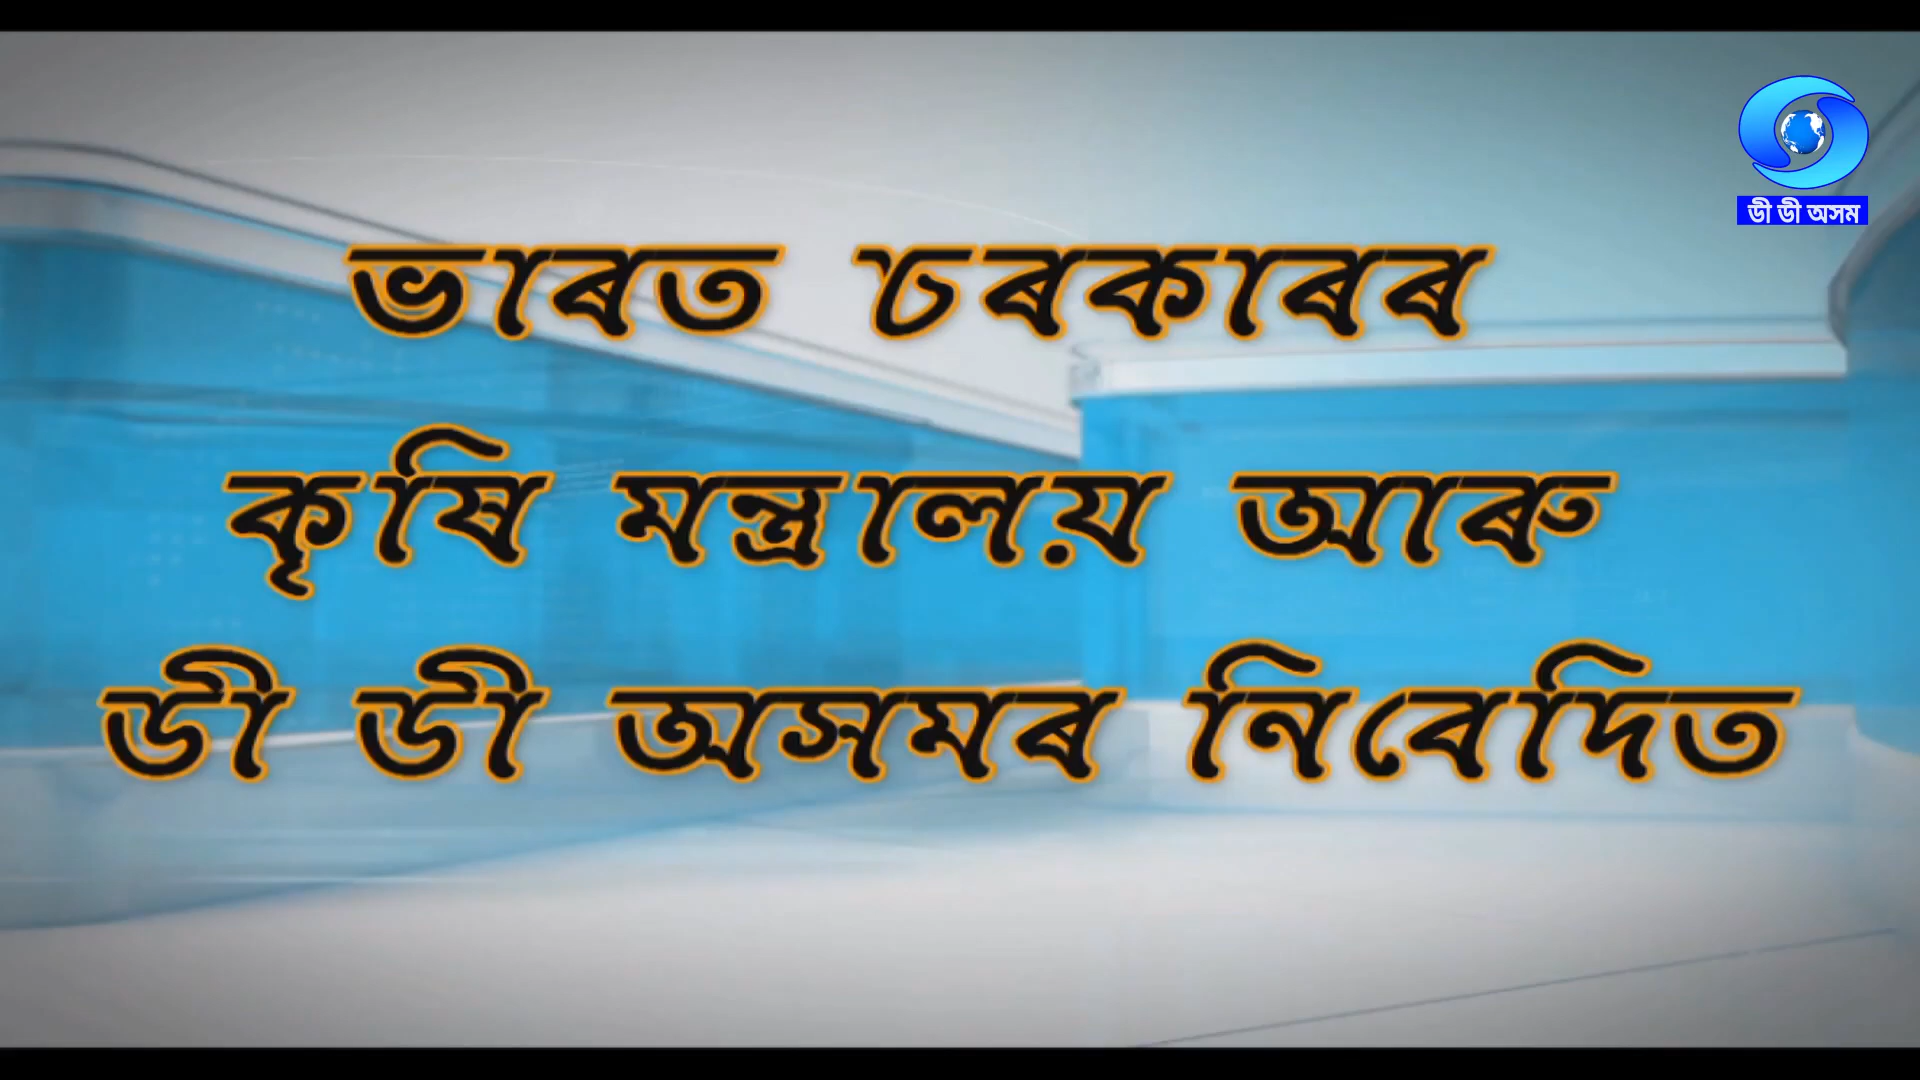 ডী ডী অসম
ভাৰত চৰকাৰৰ
কৃষি মন্ত্ৰালয় আৰু
ডী ডী অসমৰ নিবেদিত